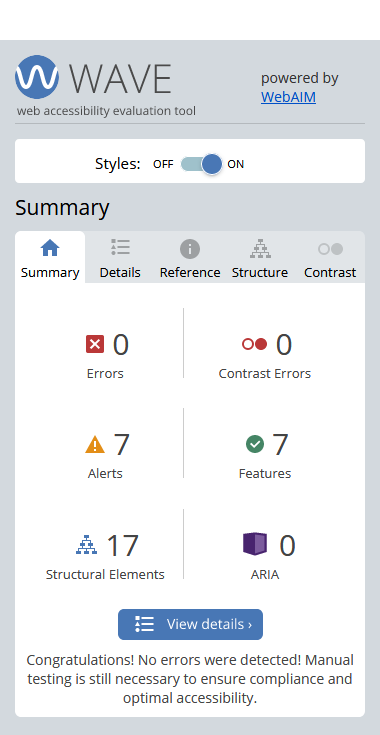 WAVE
powered by
WebAIM
web accessibility evaluation tool
Styles: OFF ON
Summary
Summary Details Reference Structure Contrast
0 0
Errors Contrast Errors
7 7
Alerts Features
17 0
Structural Elements ARIA
View details ›
Congratulations! No errors were detected! Manual
testing is still necessary to ensure compliance and
optimal accessibility.